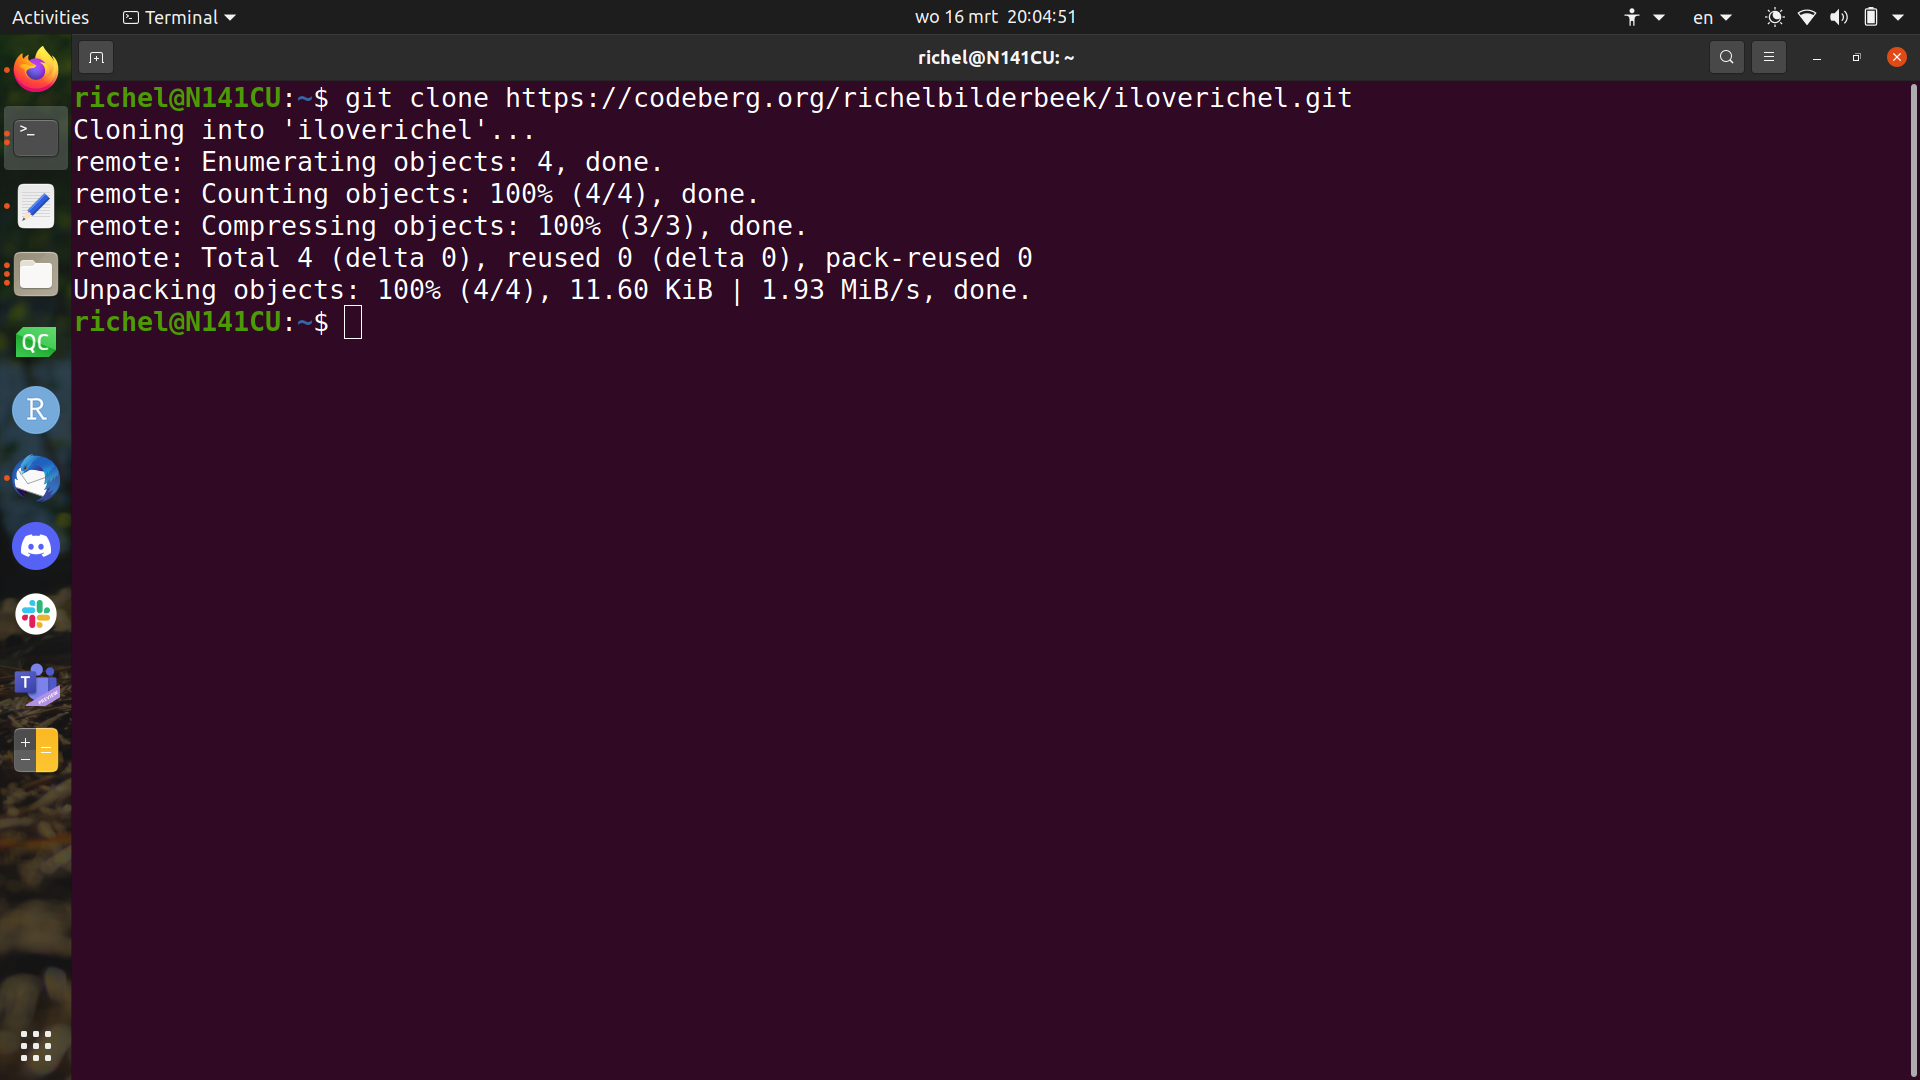 Activities Terminal wo 16 mrt 20:04:51 en
richel@N141CU: ~
richel@N141CU:~$ git clone https://codeberg.org/richelbilderbeek/iloverichel.git
Cloning into 'iloverichel'...
remote: Enumerating objects: 4, done.
remote: Counting objects: 100% (4/4), done.
remote: Compressing objects: 100% (3/3), done.
remote: Total 4 (delta 0), reused 0 (delta 0), pack-reused 0
Unpacking objects: 100% (4/4), 11.60 KiB | 1.93 MiB/s, done.
richel@N141CU:~$
>_
QC
R
T
PREVIEW
+
=
−